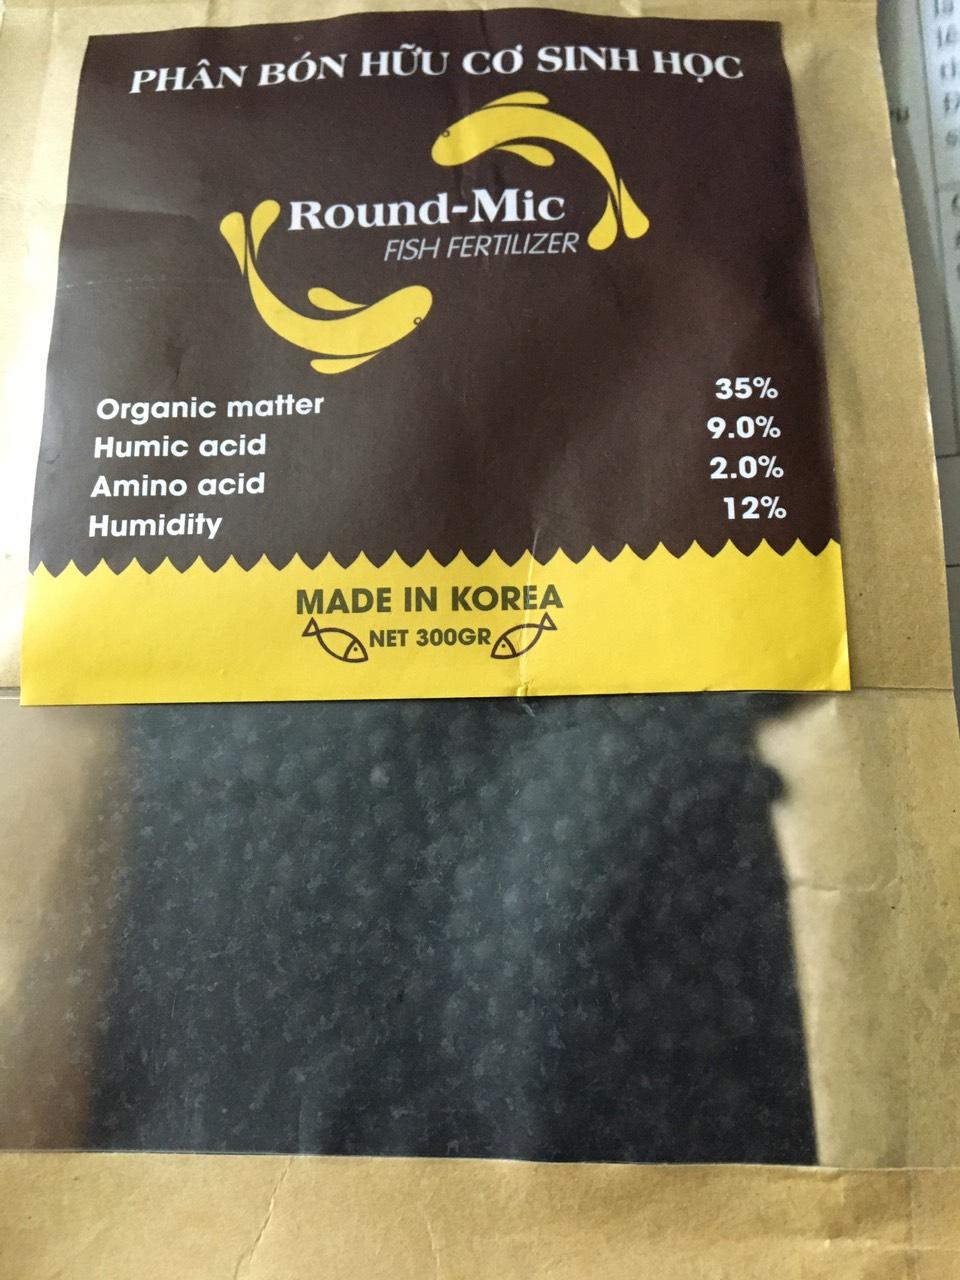 PHÂN BÓN HỮU CƠ SINH HỌC
Round-Mic
FISH FERTILIZER
Organic matter 35%
Humic acid 9.0%
Amino acid 2.0%
Humidity 12%
MADE IN KOREA
NET 300GR